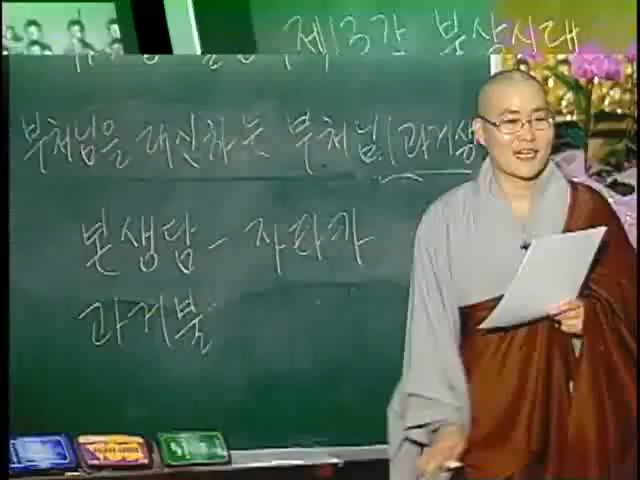 제13강 불상시대
부처님을 대신하는 부처님 (과거생
본생담 - 자타카
과거불